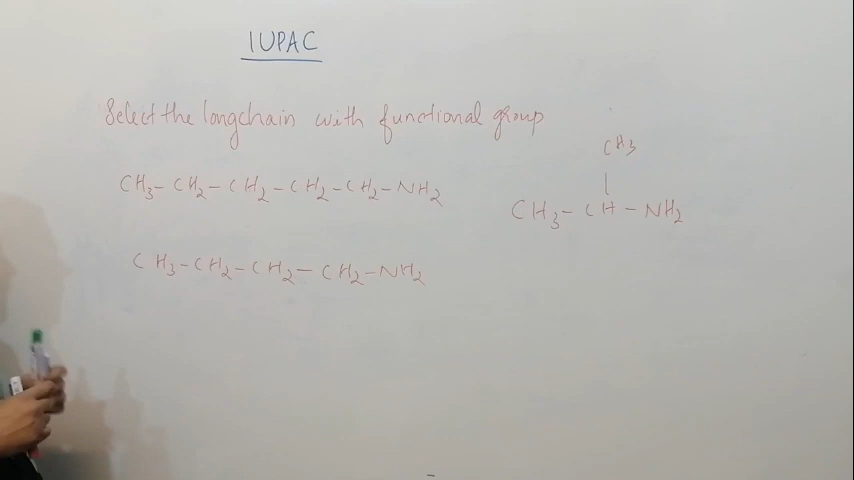 IUPAC
Select the longchain with functional group
CH3-CH2-CH2-CH2-CH2-NH2
CH3
|
CH3-CH-NH2
CH3-CH2-CH2-CH2-NH2